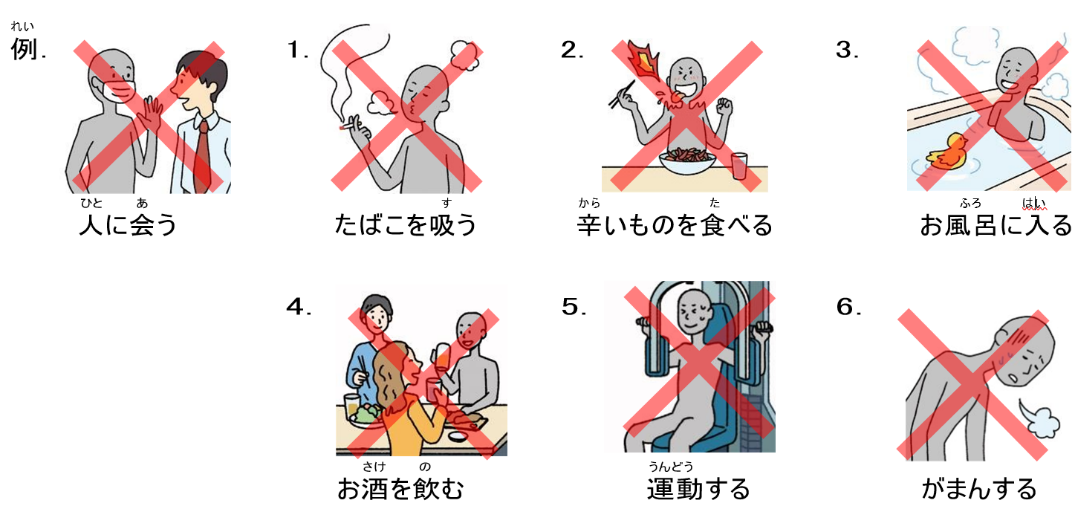 れい
例.
ひと あ
人に会う
1.
す
たばこを吸う
2.
から た
辛いものを食べる
3.
ふろ はい
お風呂に入る
4.
さけ の
お酒を飲む
5.
うんどう
運動する
6.
がまんする